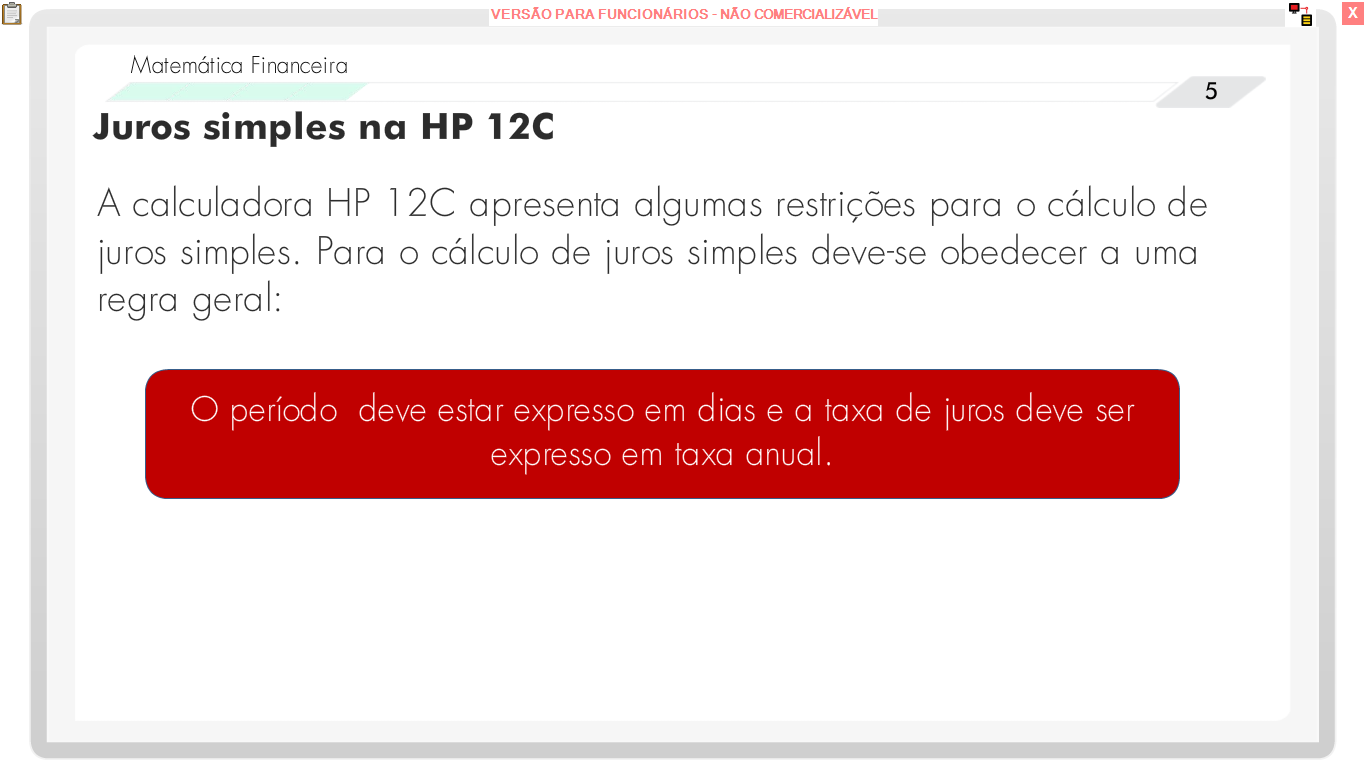 VERSÃO PARA FUNCIONÁRIOS - NÃO COMERCIALIZÁVEL
X
Matemática Financeira
5
Juros simples na HP 12C
A calculadora HP 12C apresenta algumas restrições para o cálculo de
juros simples. Para o cálculo de juros simples deve-se obedecer a uma
regra geral:
O período  deve estar expresso em dias e a taxa de juros deve ser
expresso em taxa anual.